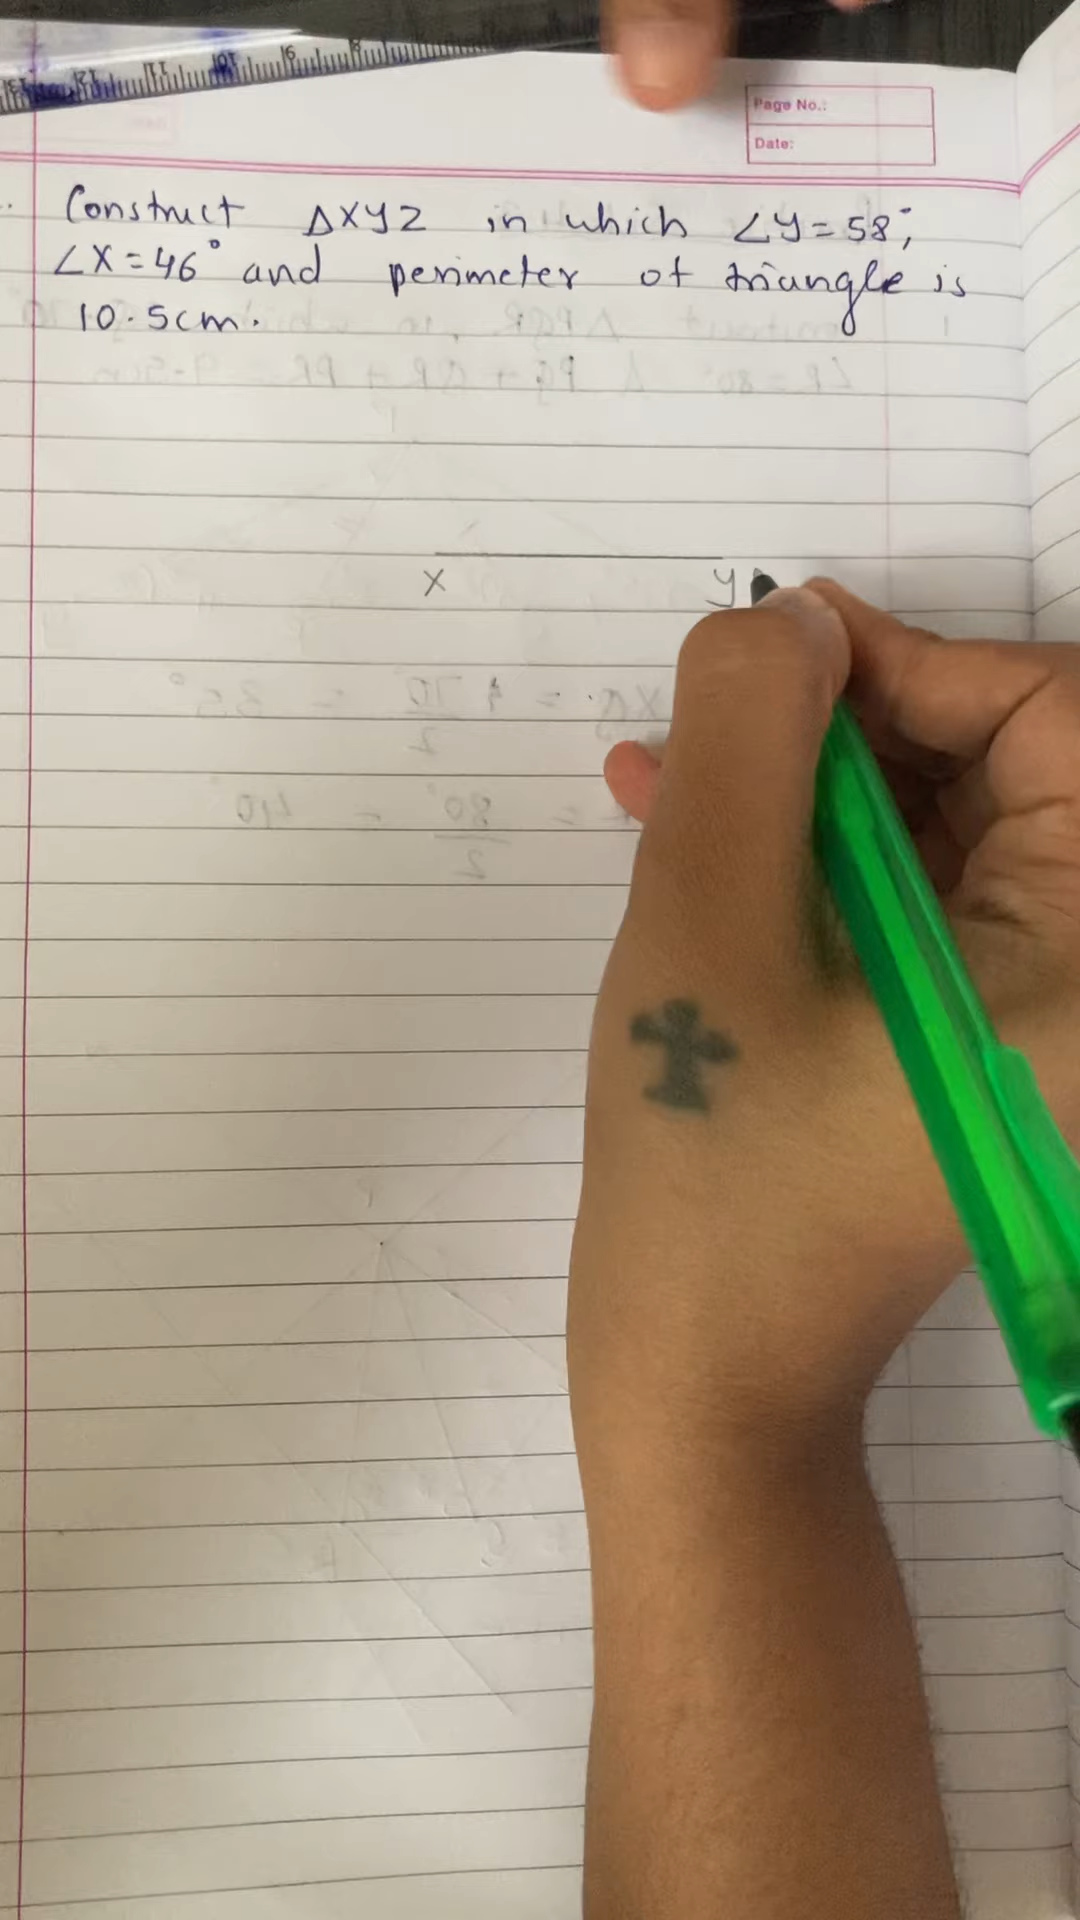 Page No.:
Date:
Construct ΔXYZ in which ∠Y=58°,
∠X=46° and perimeter of triangle is
10.5cm.
X Y